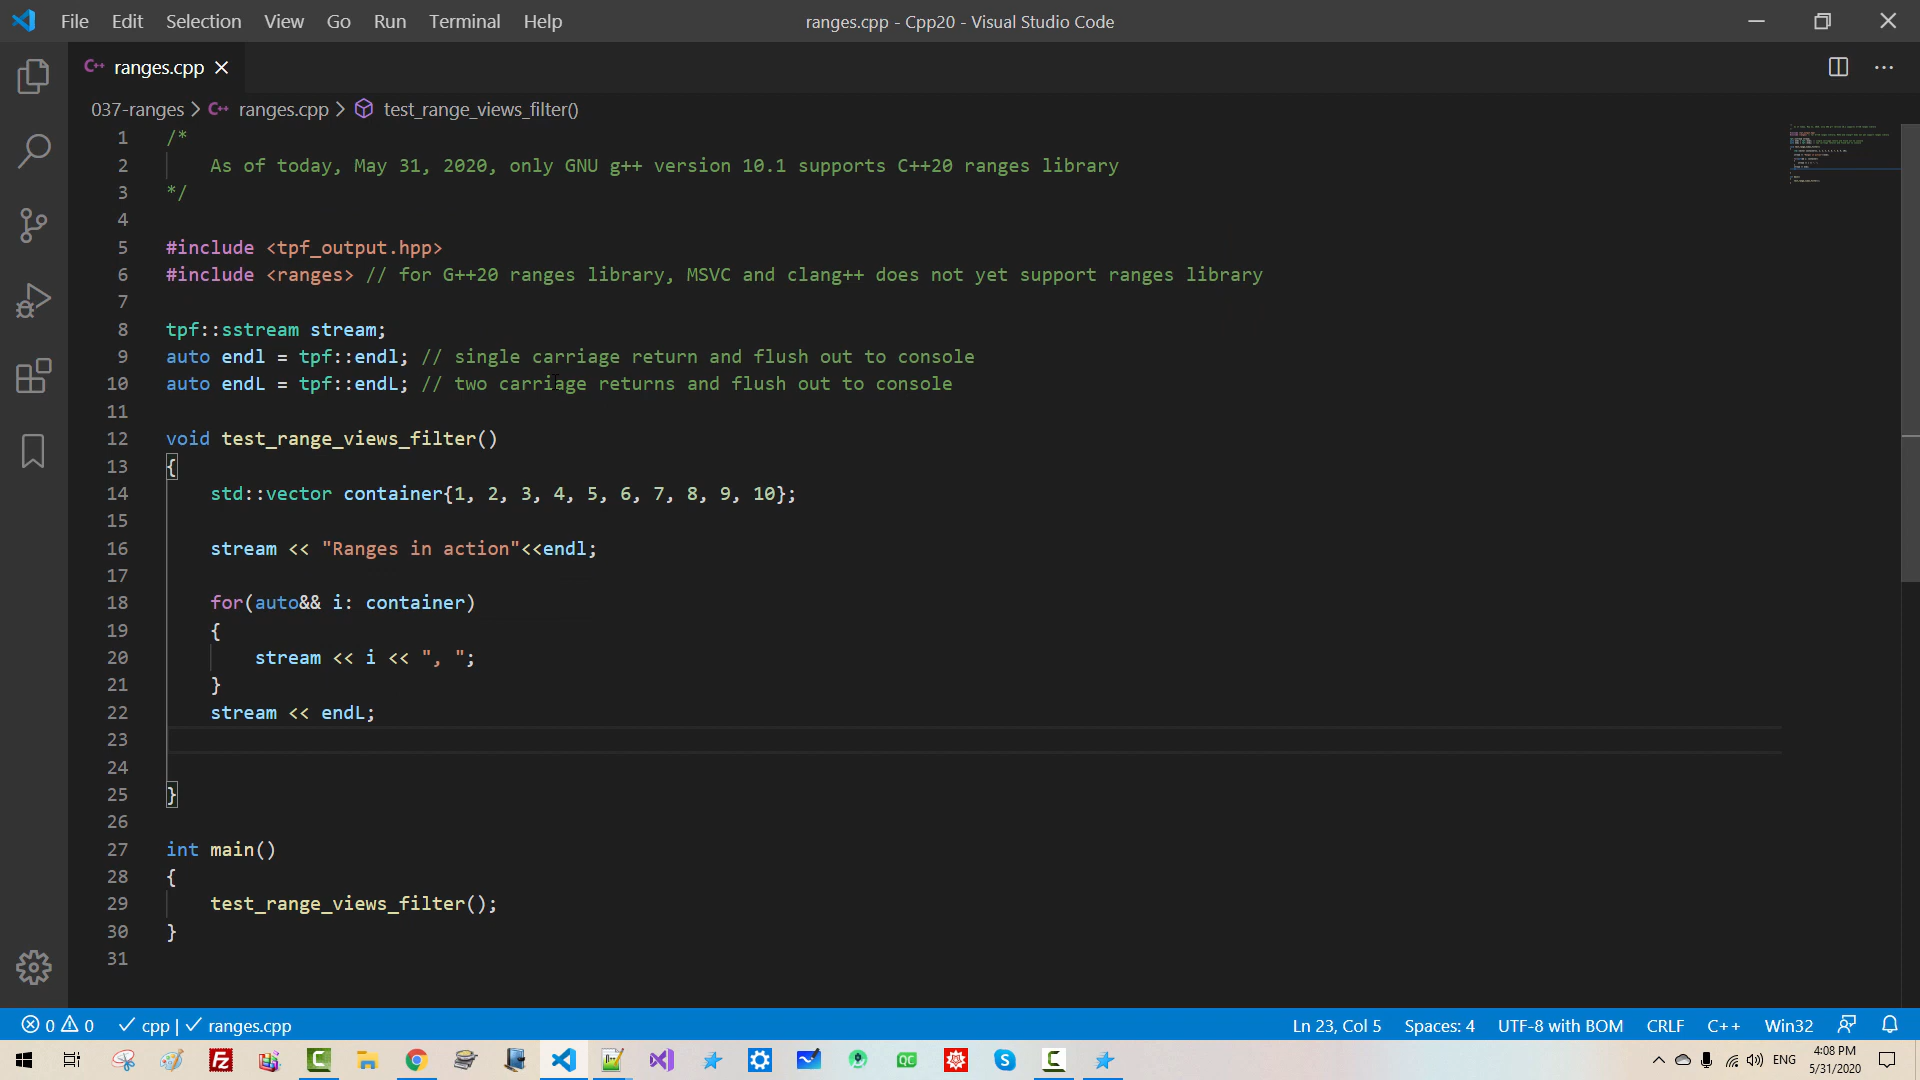 File Edit Selection View Go Run Terminal Help ranges.cpp - Cpp20 - Visual Studio Code
ranges.cpp
037-ranges > ranges.cpp > test_range_views_filter()
1 /*
2 As of today, May 31, 2020, only GNU g++ version 10.1 supports C++20 ranges library
3 */
4
5 #include <tpf_output.hpp>
6 #include <ranges> // for G++20 ranges library, MSVC and clang++ does not yet support ranges library
7
8 tpf::sstream stream;
9 auto endl = tpf::endl; // single carriage return and flush out to console
10 auto endL = tpf::endL; // two carriage returns and flush out to console
11
12 void test_range_views_filter()
13 {
14 std::vector container{1, 2, 3, 4, 5, 6, 7, 8, 9, 10};
15
16 stream << "Ranges in action"<<endl;
17
18 for(auto&& i: container)
19 {
20 stream << i << ", ";
21 }
22 stream << endL;
23
24
25 }
26
27 int main()
28 {
29 test_range_views_filter();
30 }
31
0 0 cpp | ranges.cpp Ln 23, Col 5 Spaces: 4 UTF-8 with BOM CRLF C++ Win32
ENG 4:08 PM
5/31/2020